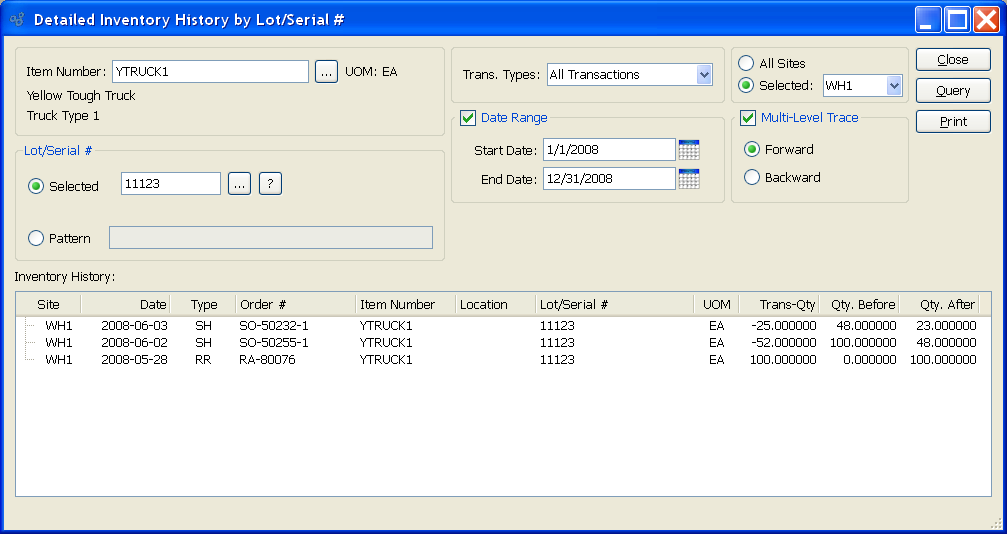 Detailed Inventory History by Lot/Serial #
Item Number: YTRUCK1 ... UOM: EA
Yellow Tough Truck
Truck Type 1
Trans. Types: All Transactions
All Sites
Selected: WH1
Close
Query
Print
Lot/Serial #
Selected 11123 ... ?
Pattern
Date Range
Start Date: 1/1/2008
End Date: 12/31/2008
Multi-Level Trace
Forward
Backward
Inventory History:
Site Date Type Order # Item Number Location Lot/Serial # UOM Trans-Qty Qty. Before Qty. After
WH1 2008-06-03 SH SO-50232-1 YTRUCK1 11123 EA -25.000000 48.000000 23.000000
WH1 2008-06-02 SH SO-50255-1 YTRUCK1 11123 EA -52.000000 100.000000 48.000000
WH1 2008-05-28 RR RA-80076 YTRUCK1 11123 EA 100.000000 0.000000 100.000000